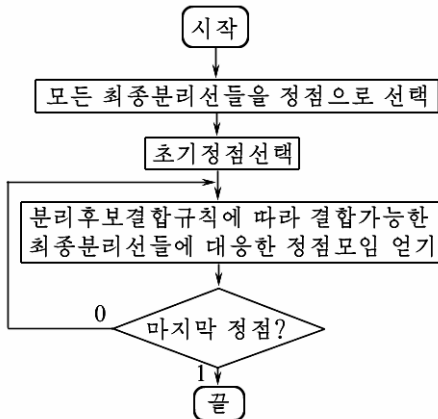 시작
모든 최종분리선들을 정점으로 선택
초기정점선택
분리후보결합규칙에 따라 결합가능한
최종분리선들에 대응한 정점모임 얻기
0
마지막 정점?
1
끝